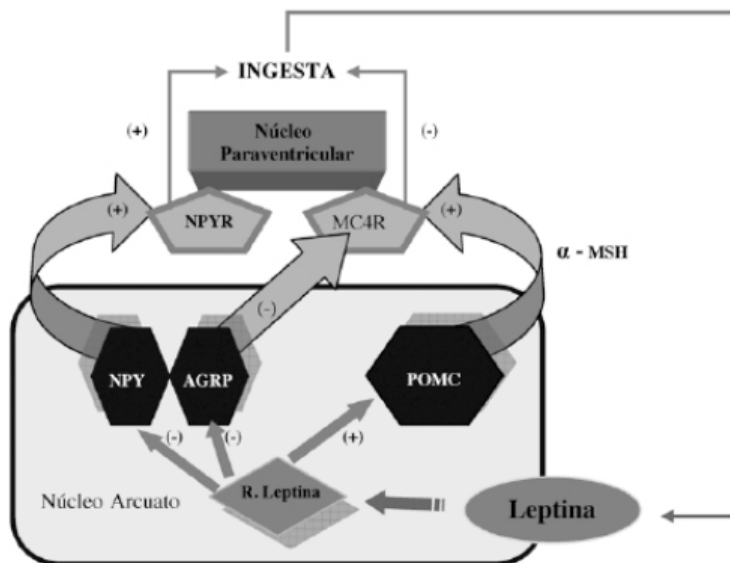 INGESTA
(+)
(-)
Núcleo
Paraventricular
(+)
NPYR
MC4R
(+)
α - MSH
(-)
NPY
AGRP
POMC
(-)
(-)
(+)
Núcleo Arcuato
R. Leptina
Leptina